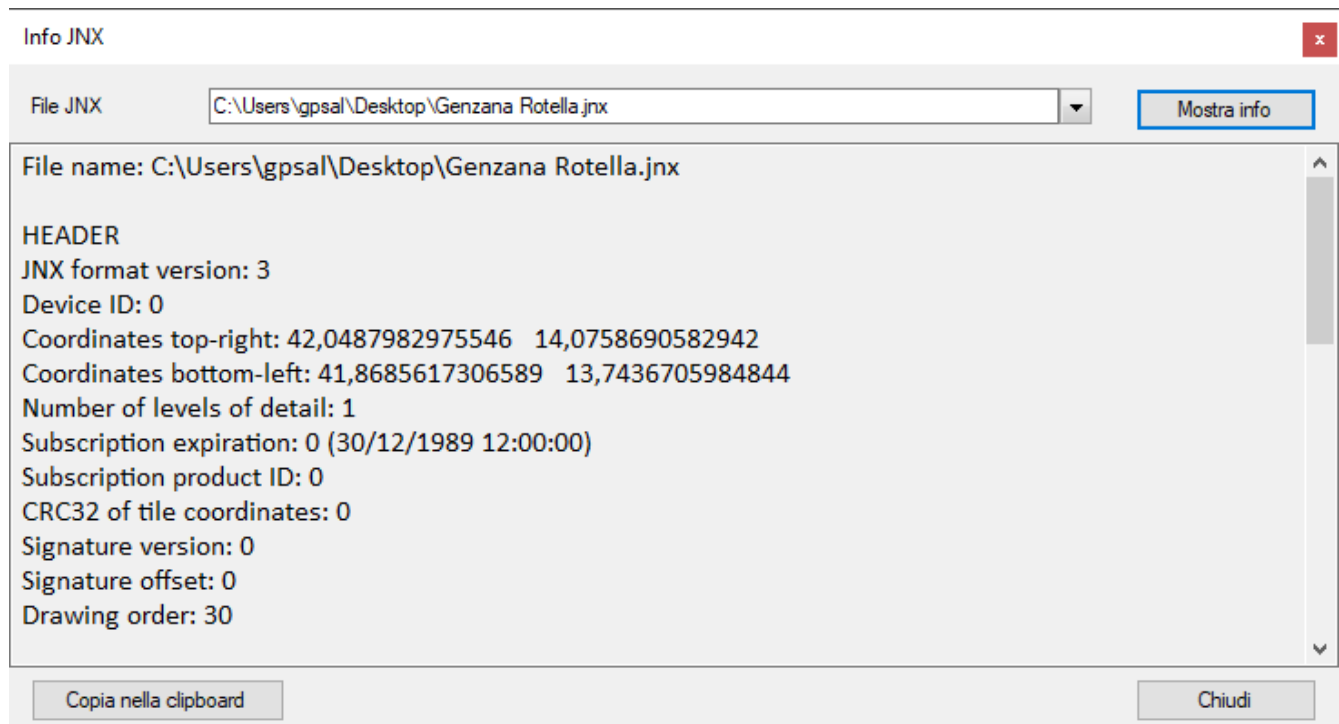 Info JNX
x
File JNX C:\Users\gpsal\Desktop\Genzana Rotella.jnx Mostra info
File name: C:\Users\gpsal\Desktop\Genzana Rotella.jnx
HEADER
JNX format version: 3
Device ID: 0
Coordinates top-right: 42,0487982975546 14,0758690582942
Coordinates bottom-left: 41,8685617306589 13,7436705984844
Number of levels of detail: 1
Subscription expiration: 0 (30/12/1989 12:00:00)
Subscription product ID: 0
CRC32 of tile coordinates: 0
Signature version: 0
Signature offset: 0
Drawing order: 30
Copia nella clipboard Chiudi